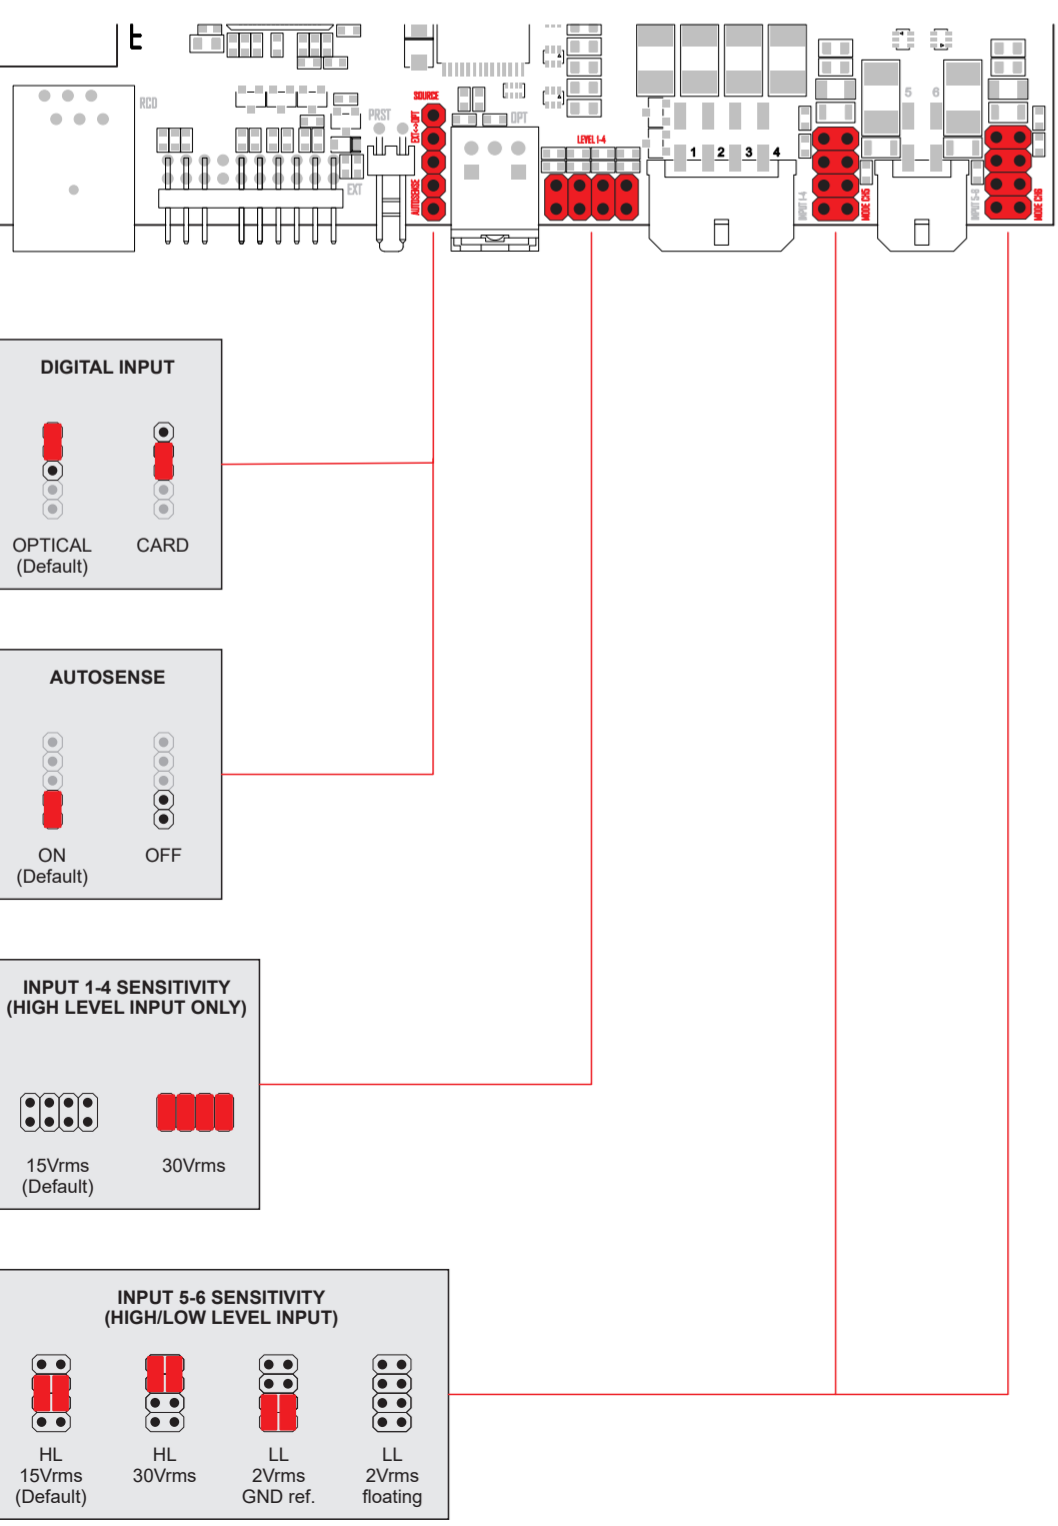 RCD
EXT
PRST
SOURCE
EXT<->OPT
AUTOSENSE
OPT
LEVEL 1-4
1 2 3 4
INPUT 1-4
MODE CH5
5 6
INPUT 5-6
MODE CH6
DIGITAL INPUT
OPTICAL
(Default)
CARD
AUTOSENSE
ON
(Default)
OFF
INPUT 1-4 SENSITIVITY
(HIGH LEVEL INPUT ONLY)
15Vrms
(Default)
30Vrms
INPUT 5-6 SENSITIVITY
(HIGH/LOW LEVEL INPUT)
HL
15Vrms
(Default)
HL
30Vrms
LL
2Vrms
GND ref.
LL
2Vrms
floating